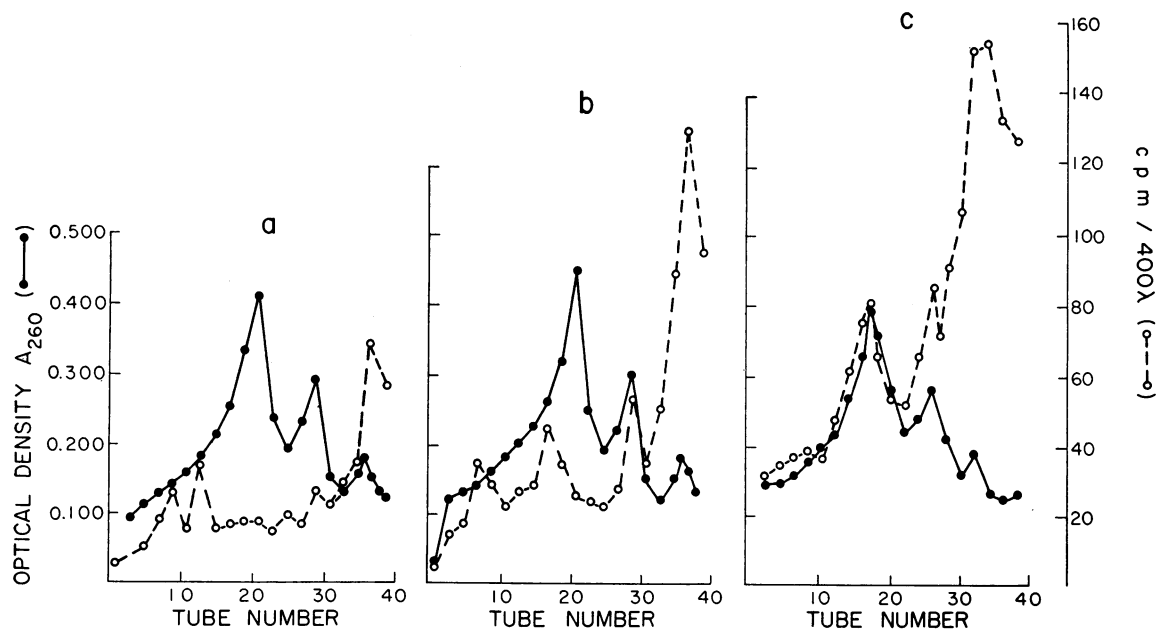 a
b
c
OPTICAL DENSITY A260 (●—●)
0.500
0.400
0.300
0.200
0.100
10 20 30 40
TUBE NUMBER
10 20 30 40
TUBE NUMBER
10 20 30 40
TUBE NUMBER
160
140
120
100
80
60
40
20
cpm / 400λ (o--o)